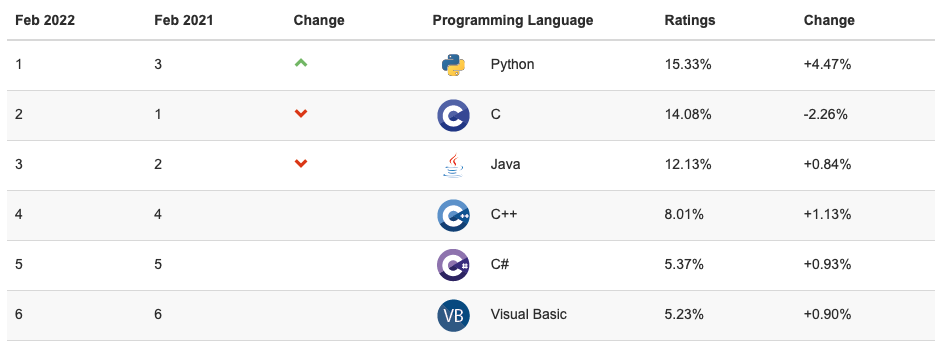 Feb 2022 Feb 2021 Change Programming Language Ratings Change
1 3 Python 15.33% +4.47%
2 1 C C 14.08% -2.26%
3 2 Java 12.13% +0.84%
4 4 C++ C++ 8.01% +1.13%
5 5 C# C# 5.37% +0.93%
6 6 VB Visual Basic 5.23% +0.90%